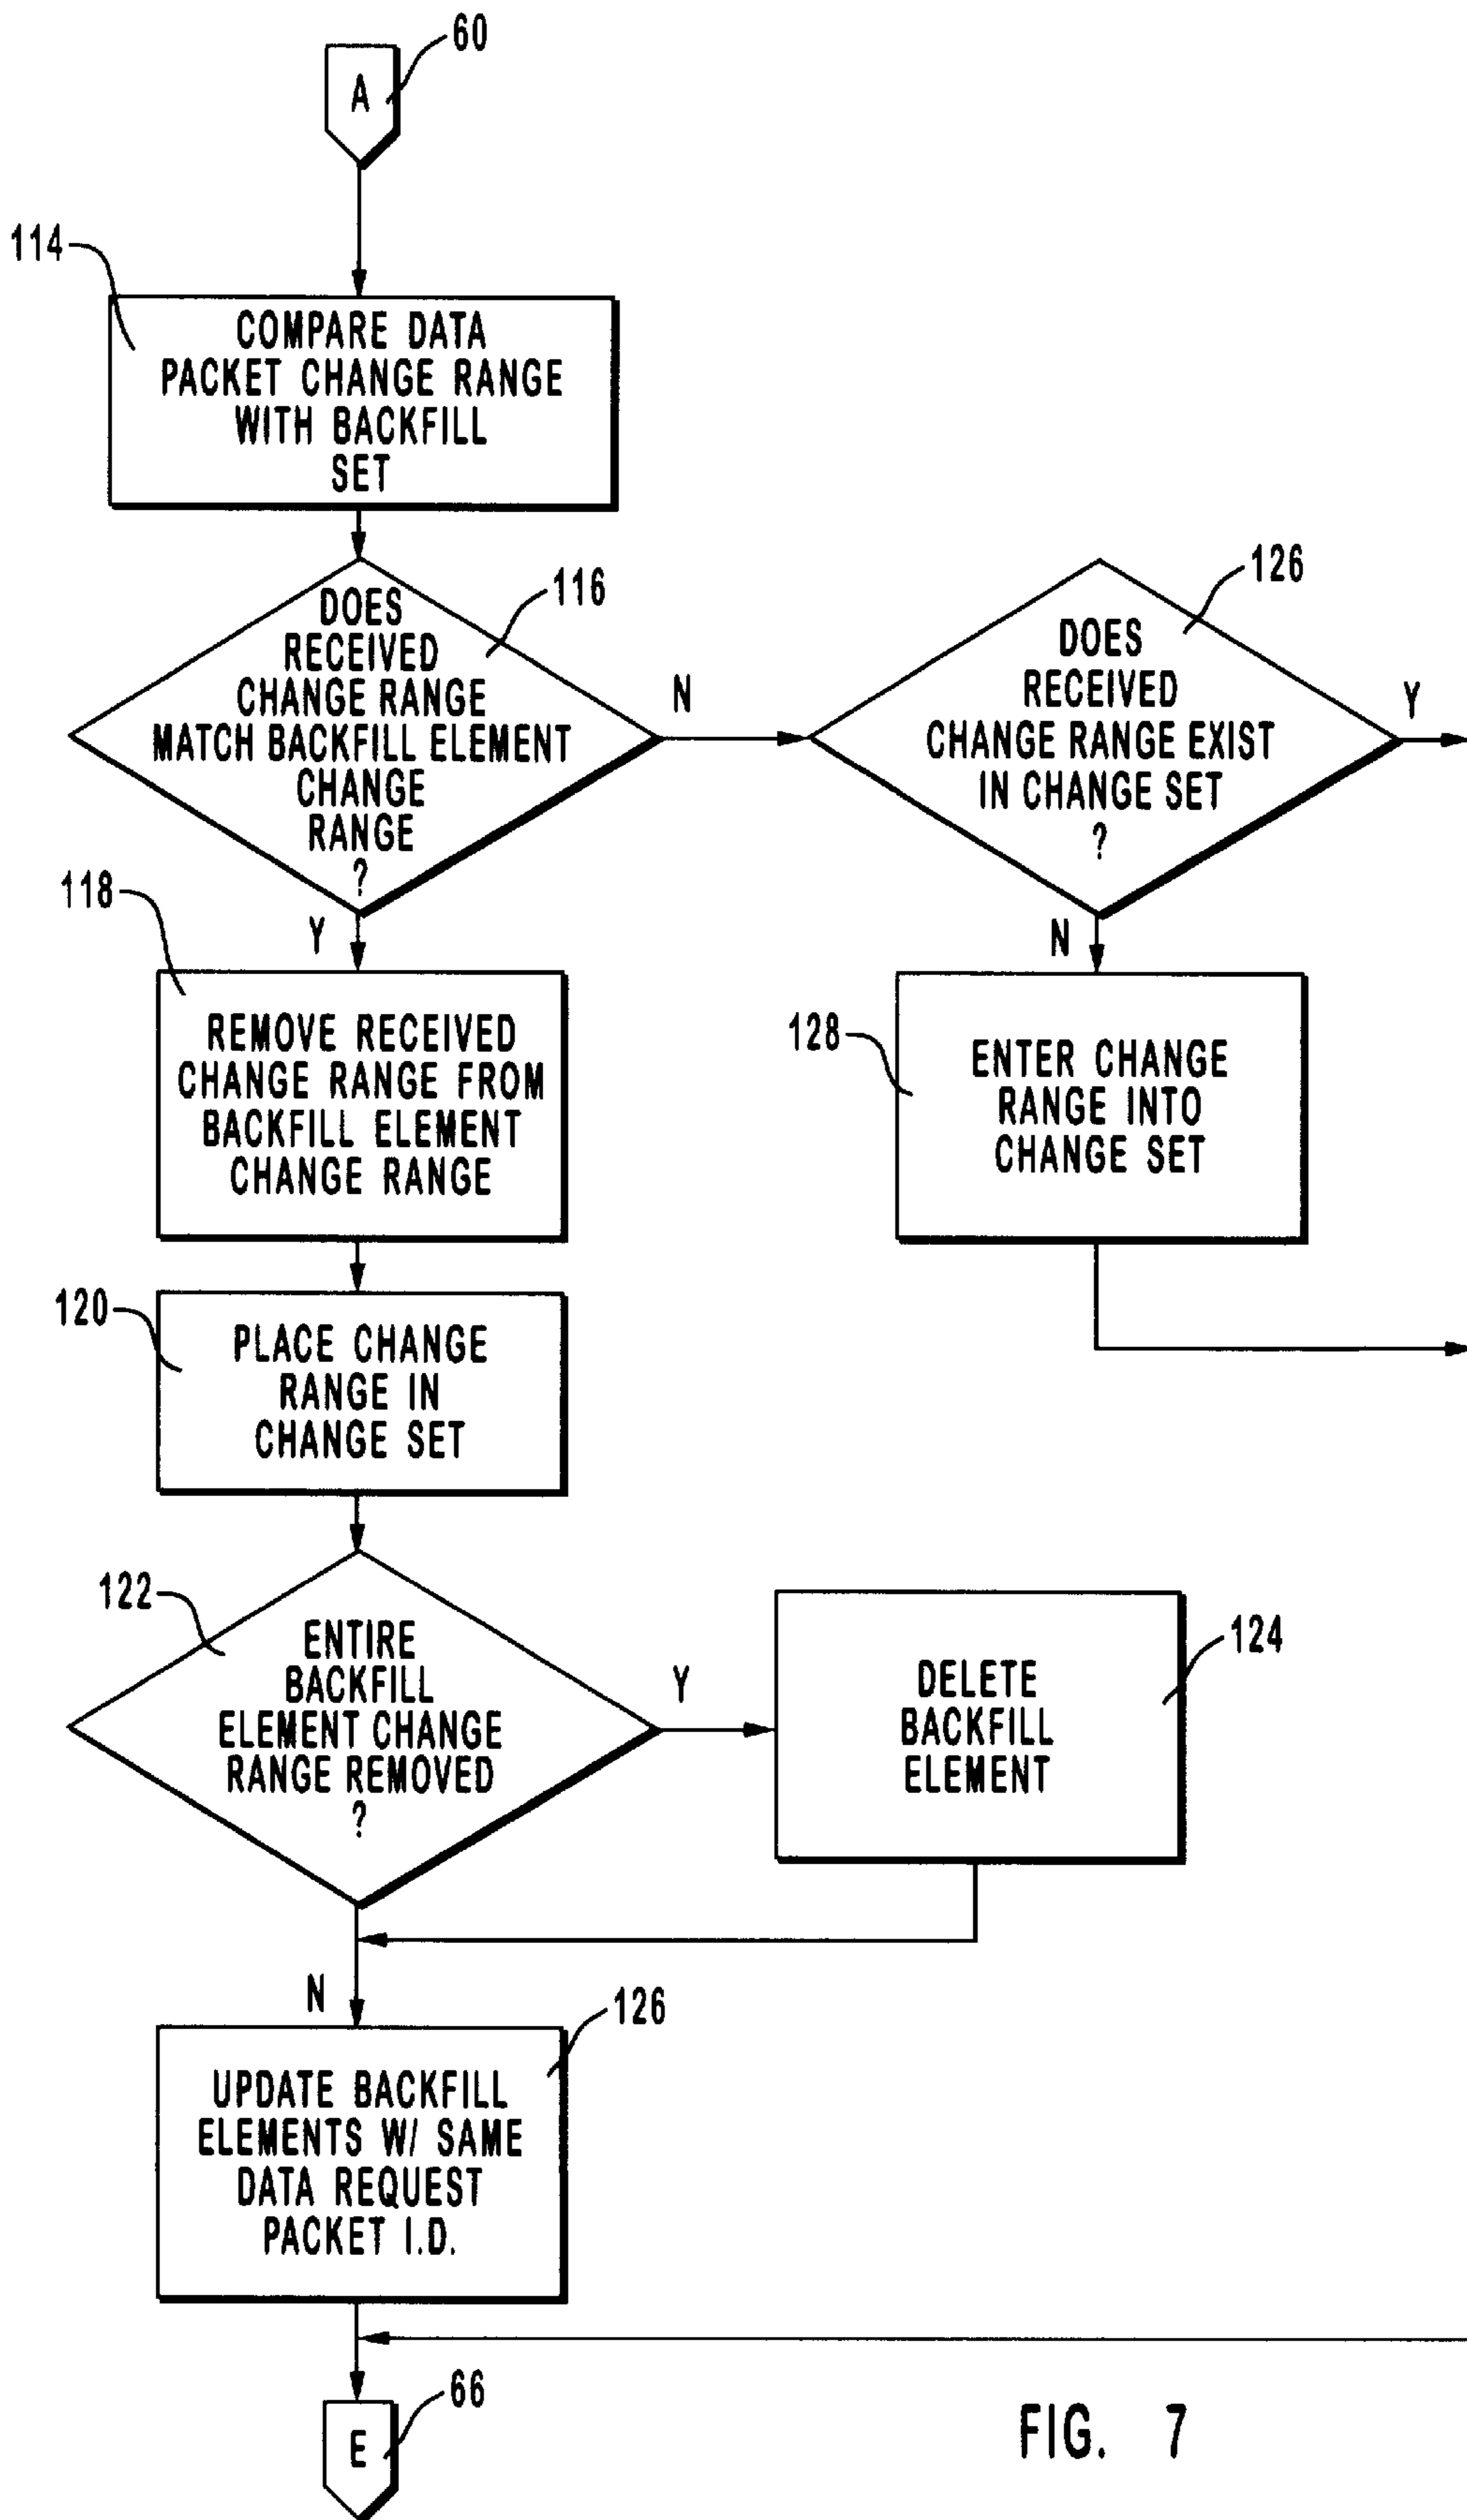 60
A
114
COMPARE DATA
PACKET CHANGE RANGE
WITH BACKFILL
SET
116
DOES
RECEIVED
CHANGE RANGE
MATCH BACKFILL ELEMENT
CHANGE
RANGE
?
N
126
DOES
RECEIVED
CHANGE RANGE EXIST
IN CHANGE SET
?
Y
118
Y
N
REMOVE RECEIVED
CHANGE RANGE FROM
BACKFILL ELEMENT
CHANGE RANGE
128
ENTER CHANGE
RANGE INTO
CHANGE SET
120
PLACE CHANGE
RANGE IN
CHANGE SET
122
ENTIRE
BACKFILL
ELEMENT CHANGE
RANGE REMOVED
?
Y
124
DELETE
BACKFILL
ELEMENT
N
126
UPDATE BACKFILL
ELEMENTS W/ SAME
DATA REQUEST
PACKET I.D.
66
E
FIG. 7